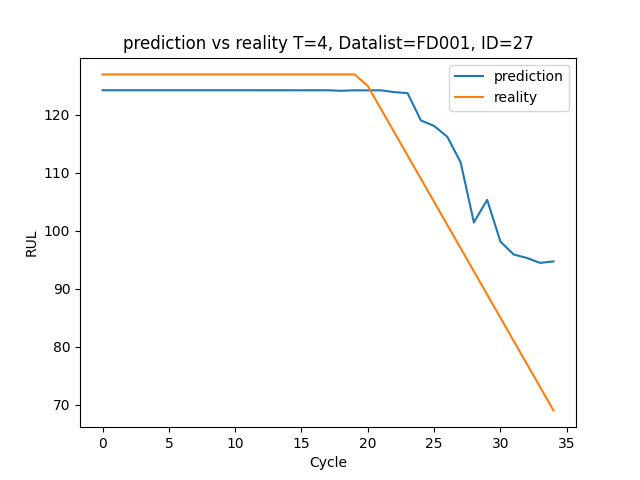 prediction vs reality T=4, Datalist=FD001, ID=27
prediction
reality
120
110
100
90
80
70
RUL
0 5 10 15 20 25 30 35
Cycle